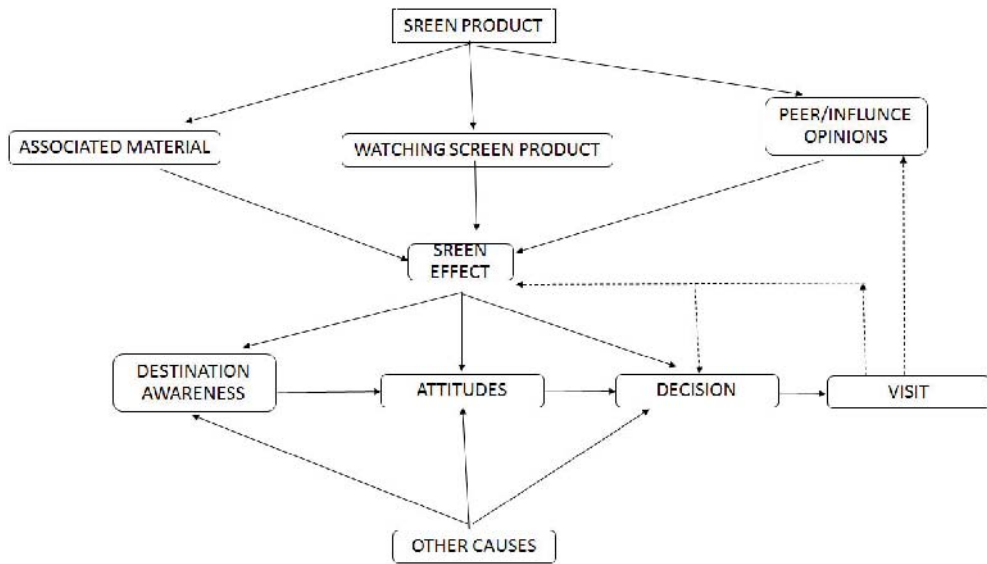 SREEN PRODUCT
ASSOCIATED MATERIAL
WATCHING SCREEN PRODUCT
PEER/INFLUNCE
OPINIONS
SREEN
EFFECT
DESTINATION
AWARENESS
ATTITUDES
DECISION
VISIT
OTHER CAUSES